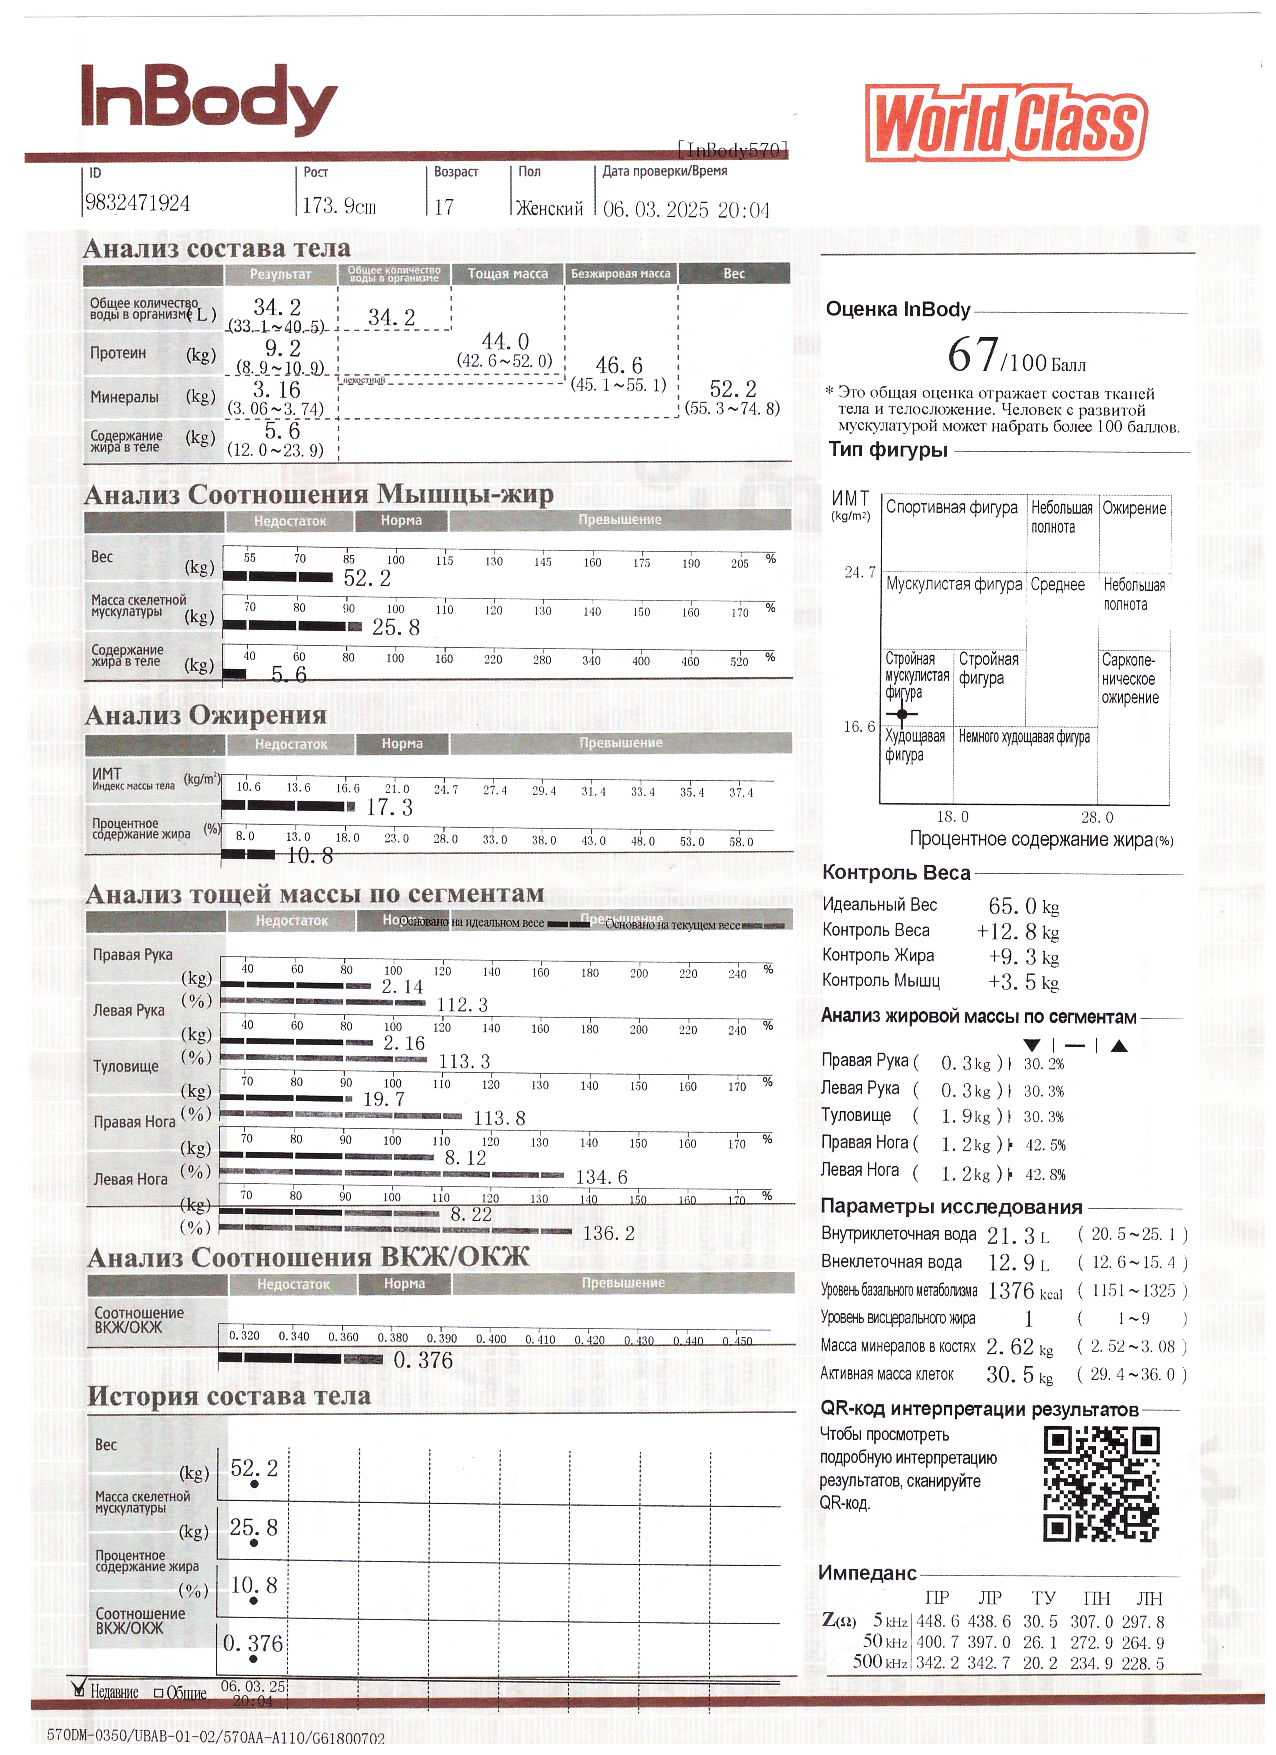 InBody
World Class
[InBody570]
ID Рост Возраст Пол Дата проверки/Время
9832471924 173.9cm 17 Женский 06.03.2025 20:04
Анализ состава тела
Результат Общее количество воды в организме Тощая масса Безжировая масса Вес
Общее количество воды в организме (L) 34.2 34.2
(33.1~40.5)
Протеин (kg) 9.2 44.0
(8.9~10.9) (42.6~52.0) 46.6
Минералы (kg) 3.16 некостный (45.1~55.1) 52.2
(3.06~3.74) (55.3~74.8)
Содержание жира в теле (kg) 5.6
(12.0~23.9)
Анализ Соотношения Мышцы-жир
Недостаток Норма Превышение
Вес (kg) 55 70 85 100 115 130 145 160 175 190 205 %
52.2
Масса скелетной мускулатуры (kg) 70 80 90 100 110 120 130 140 150 160 170 %
25.8
Содержание жира в теле (kg) 40 60 80 100 160 220 280 340 400 460 520 %
5.6
Анализ Ожирения
Недостаток Норма Превышение
ИМТ Индекс массы тела (kg/m²) 10.6 13.6 16.6 21.0 24.7 27.4 29.4 31.4 33.4 35.4 37.4
17.3
Процентное содержание жира (%) 8.0 13.0 18.0 23.0 28.0 33.0 38.0 43.0 48.0 53.0 58.0
10.8
Анализ тощей массы по сегментам
Недостаток Норма Превышение
Основано на идеальном весе Основано на текущем весе
Правая Рука (kg) 40 60 80 100 120 140 160 180 200 220 240 %
2.14
(%) 112.3
Левая Рука 40 60 80 100 120 140 160 180 200 220 240 %
(kg) 2.16
(%) 113.3
Туловище 70 80 90 100 110 120 130 140 150 160 170 %
(kg) 19.7
(%) 113.8
Правая Нога 70 80 90 100 110 120 130 140 150 160 170 %
(kg) 8.12
(%) 134.6
Левая Нога 70 80 90 100 110 120 130 140 150 160 170 %
(kg) 8.22
(%) 136.2
Анализ Соотношения ВКЖ/ОКЖ
Недостаток Норма Превышение
Соотношение ВКЖ/ОКЖ 0.320 0.340 0.360 0.380 0.390 0.400 0.410 0.420 0.430 0.440 0.450
0.376
История состава тела
Вес (kg) 52.2
Масса скелетной мускулатуры (kg) 25.8
Процентное содержание жира (%) 10.8
Соотношение ВКЖ/ОКЖ 0.376
Недавние Общие 06.03.25
20:04
570DM-0350/UBAB-01-02/570AA-A110/G61800702
Оценка InBody
67/100 Балл
* Это общая оценка отражает состав тканей
тела и телосложение. Человек с развитой
мускулатурой может набрать более 100 баллов.
Тип фигуры
ИМТ (kg/m²)
Спортивная фигура Небольшая полнота Ожирение
24.7
Мускулистая фигура Среднее Небольшая полнота
Стройная мускулистая фигура Стройная фигура Саркопеническое ожирение
16.6
Худощавая фигура Немного худощавая фигура
18.0 28.0
Процентное содержание жира(%)
Контроль Веса
Идеальный Вес 65.0 kg
Контроль Веса +12.8 kg
Контроль Жира +9.3 kg
Контроль Мышц +3.5 kg
Анализ жировой массы по сегментам
▼ | — | ▲
Правая Рука ( 0.3kg ) 30.2%
Левая Рука ( 0.3kg ) 30.3%
Туловище ( 1.9kg ) 30.3%
Правая Нога ( 1.2kg ) 42.5%
Левая Нога ( 1.2kg ) 42.8%
Параметры исследования
Внутриклеточная вода 21.3 L ( 20.5~25.1 )
Внеклеточная вода 12.9 L ( 12.6~15.4 )
Уровень базального метаболизма 1376 kcal ( 1151~1325 )
Уровень висцерального жира 1 ( 1~9 )
Масса минералов в костях 2.62 kg ( 2.52~3.08 )
Активная масса клеток 30.5 kg ( 29.4~36.0 )
QR-код интерпретации результатов
Чтобы просмотреть
подробную интерпретацию
результатов, сканируйте
QR-код.
Импеданс
ПР ЛР ТУ ПН ЛН
Z(Ω) 5 kHz 448.6 438.6 30.5 307.0 297.8
50 kHz 400.7 397.0 26.1 272.9 264.9
500 kHz 342.2 342.7 20.2 234.9 228.5